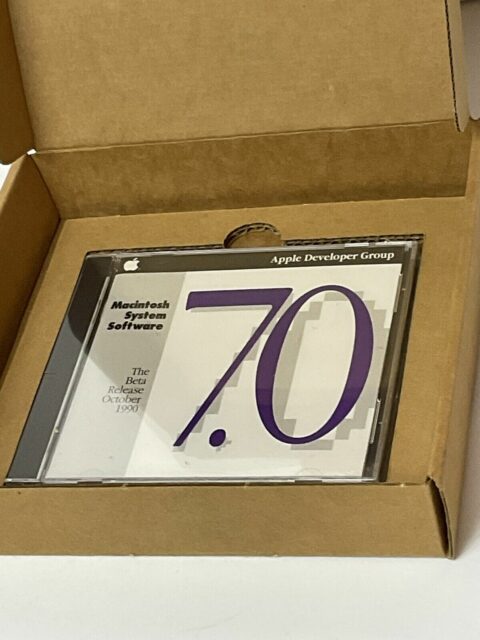 Apple Developer Group
Macintosh
System
Software
7.0
The
Beta
Release
October
1990